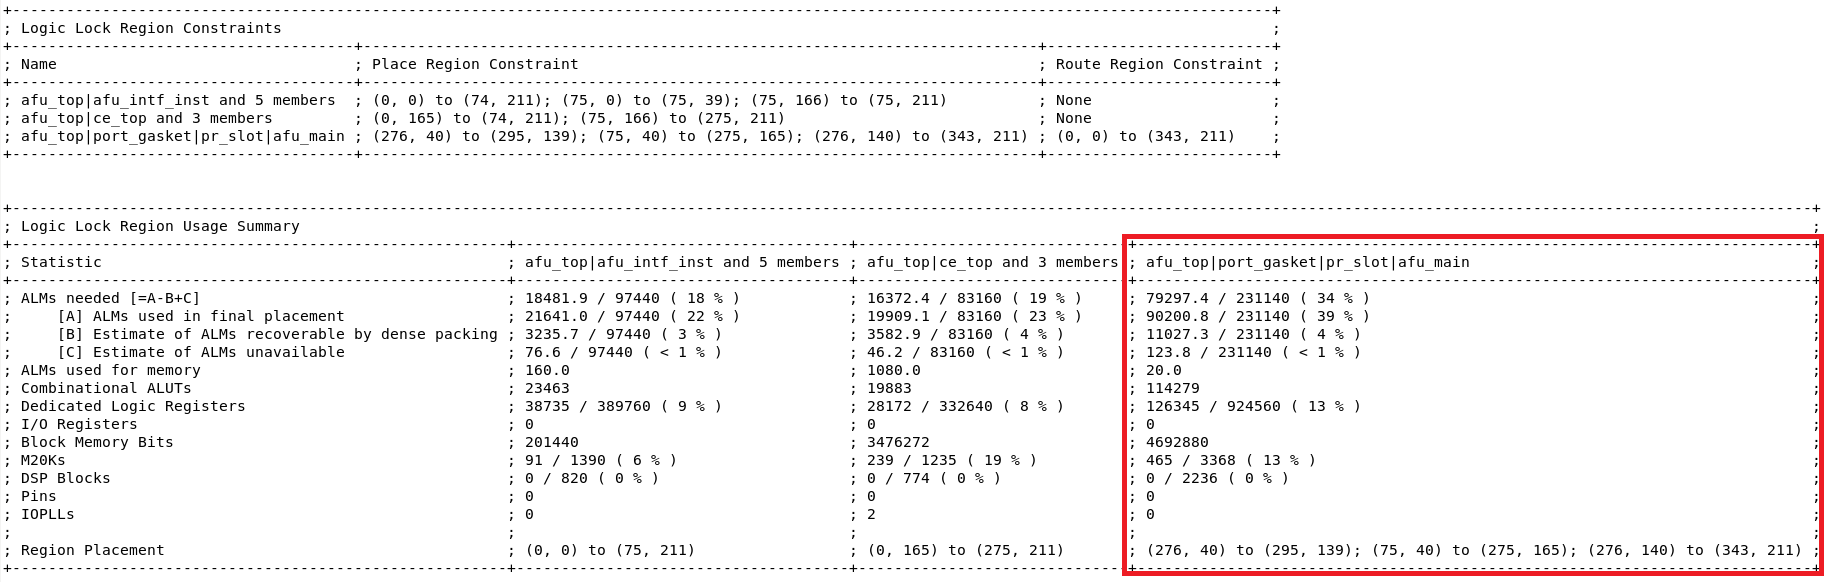 ; Logic Lock Region Constraints ;
; Name ; Place Region Constraint ; Route Region Constraint ;
; afu_top|afu_intf_inst and 5 members ; (0, 0) to (74, 211); (75, 0) to (75, 39); (75, 166) to (75, 211) ; None ;
; afu_top|ce_top and 3 members ; (0, 165) to (74, 211); (75, 166) to (275, 211) ; None ;
; afu_top|port_gasket|pr_slot|afu_main ; (276, 40) to (295, 139); (75, 40) to (275, 165); (276, 140) to (343, 211) ; (0, 0) to (343, 211) ;
; Logic Lock Region Usage Summary ;
; Statistic ; afu_top|afu_intf_inst and 5 members ; afu_top|ce_top and 3 members ; afu_top|port_gasket|pr_slot|afu_main ;
; ALMs needed [=A-B+C] ; 18481.9 / 97440 ( 18 % ) ; 16372.4 / 83160 ( 19 % ) ; 79297.4 / 231140 ( 34 % ) ;
; [A] ALMs used in final placement ; 21641.0 / 97440 ( 22 % ) ; 19909.1 / 83160 ( 23 % ) ; 90200.8 / 231140 ( 39 % ) ;
; [B] Estimate of ALMs recoverable by dense packing ; 3235.7 / 97440 ( 3 % ) ; 3582.9 / 83160 ( 4 % ) ; 11027.3 / 231140 ( 4 % ) ;
; [C] Estimate of ALMs unavailable ; 76.6 / 97440 ( < 1 % ) ; 46.2 / 83160 ( < 1 % ) ; 123.8 / 231140 ( < 1 % ) ;
; ALMs used for memory ; 160.0 ; 1080.0 ; 20.0 ;
; Combinational ALUTs ; 23463 ; 19883 ; 114279 ;
; Dedicated Logic Registers ; 38735 / 389760 ( 9 % ) ; 28172 / 332640 ( 8 % ) ; 126345 / 924560 ( 13 % ) ;
; I/O Registers ; 0 ; 0 ; 0 ;
; Block Memory Bits ; 201440 ; 3476272 ; 4692880 ;
; M20Ks ; 91 / 1390 ( 6 % ) ; 239 / 1235 ( 19 % ) ; 465 / 3368 ( 13 % ) ;
; DSP Blocks ; 0 / 820 ( 0 % ) ; 0 / 774 ( 0 % ) ; 0 / 2236 ( 0 % ) ;
; Pins ; 0 ; 0 ; 0 ;
; IOPLLs ; 0 ; 2 ; 0 ;
; ; ; ; ;
; Region Placement ; (0, 0) to (75, 211) ; (0, 165) to (275, 211) ; (276, 40) to (295, 139); (75, 40) to (275, 165); (276, 140) to (343, 211) ;